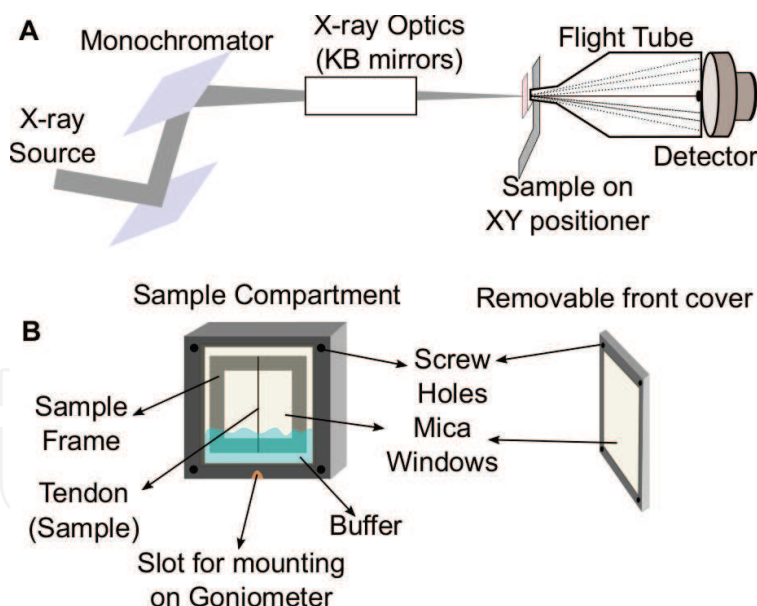 A
Monochromator
X-ray Optics
(KB mirrors)
Flight Tube
X-ray
Source
Detector
Sample on
XY positioner
B
Sample Compartment
Removable front cover
Screw
Holes
Sample
Frame
Mica
Windows
Tendon
(Sample)
Buffer
Slot for mounting
on Goniometer